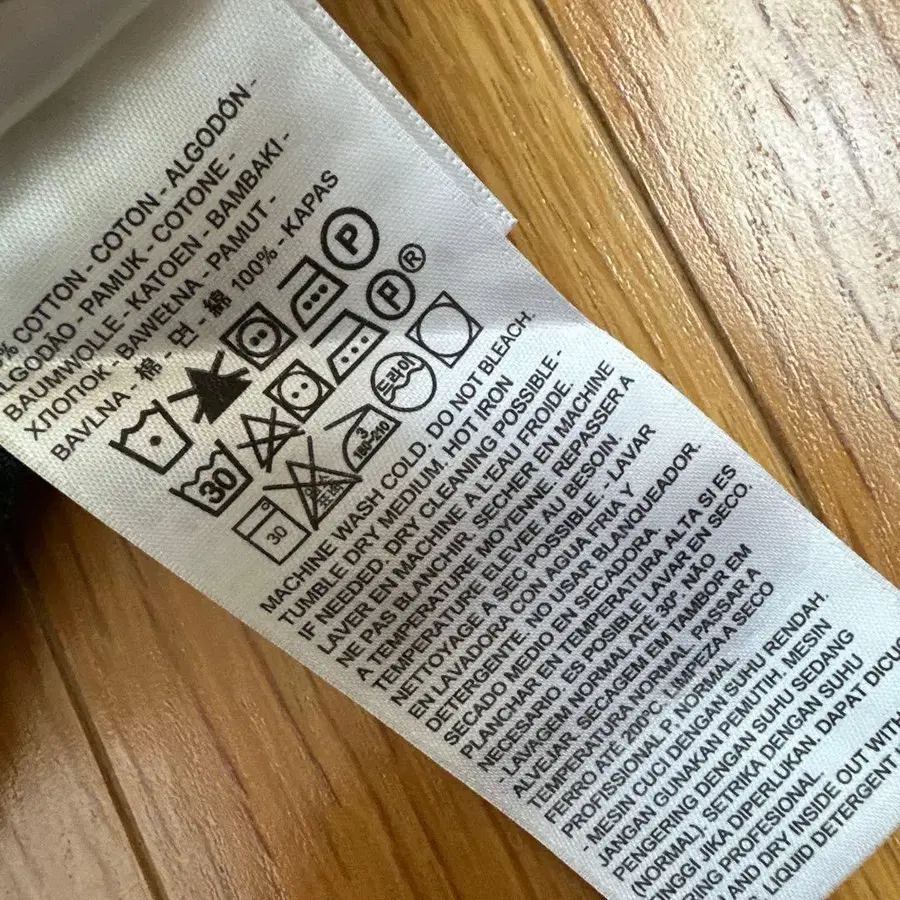 % COTTON - COTON - ALGODÓN -
ALGODÃO - PAMUK - COTONE -
BAUMWOLLE - KATOEN - BAMBAKI -
ХЛОПОК - BAWEŁNA - PAMUT -
BAVLNA - 棉 - 면 - 綿 100% - KAPAS
P
30 P ®
30 3 180-210 드라이
MACHINE WASH COLD. DO NOT BLEACH.
TUMBLE DRY MEDIUM. HOT IRON
IF NEEDED. DRY CLEANING POSSIBLE -
LAVER EN MACHINE A L'EAU FROIDE.
NE PAS BLANCHIR. SECHER EN MACHINE
A TEMPERATURE MOYENNE. REPASSER A
TEMPERATURE ELEVEE AU BESOIN.
NETTOYAGE A SEC POSSIBLE. - LAVAR
EN LAVADORA CON AGUA FRIA Y
DETERGENTE. NO USAR BLANQUEADOR.
SECADO MEDIO EN SECADORA.
PLANCHAR EN TEMPERATURA ALTA SI ES
NECESARIO. ES POSIBLE LAVAR EN SECO.
- LAVAGEM NORMAL ATÉ 30° NÃO
ALVEJAR. SECAGEM EM TAMBOR EM
TEMPERATURA NORMAL. PASSAR A
FERRO ATÉ 200ºC. LIMPEZA A SECO
PROFISSIONAL P NORMAL.
- MESIN CUCI DENGAN SUHU RENDAH.
JANGAN GUNAKAN PEMUTIH. MESIN
PENGERING DENGAN SUHU SEDANG
(NORMAL), SETRIKA DENGAN SUHU
TINGGI JIKA DIPERLUKAN. DAPAT DICU
RING PROFESIONAL.
AND DRY INSIDE OUT WITH
LIQUID DETERGENT